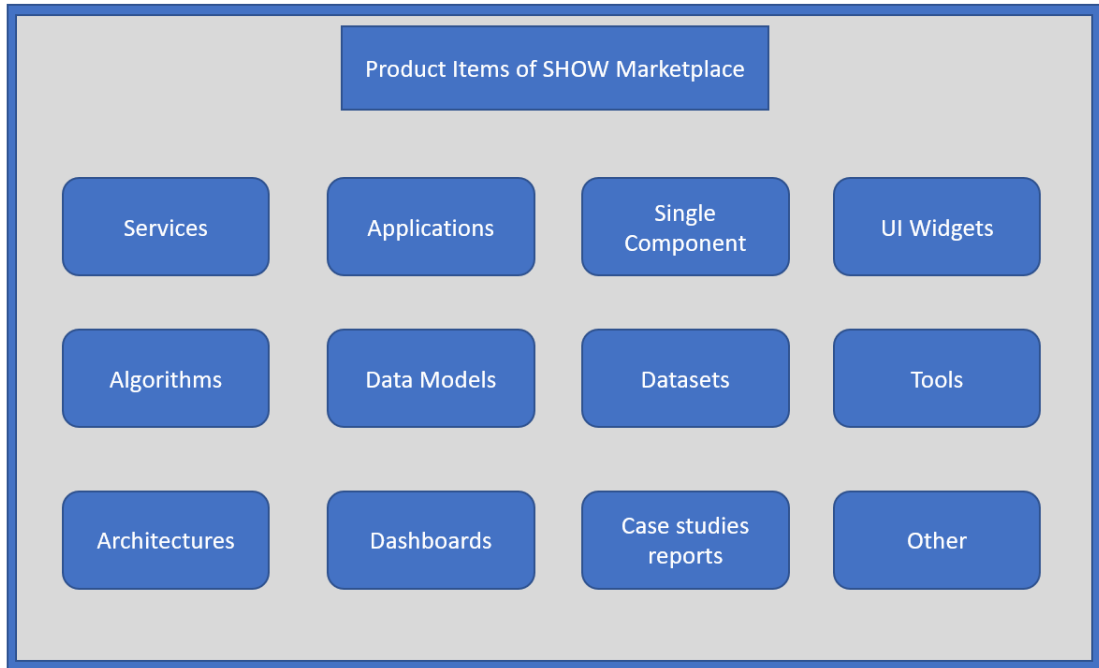 Product Items of SHOW Marketplace
Services
Applications
Single
Component
UI Widgets
Algorithms
Data Models
Datasets
Tools
Architectures
Dashboards
Case studies
reports
Other